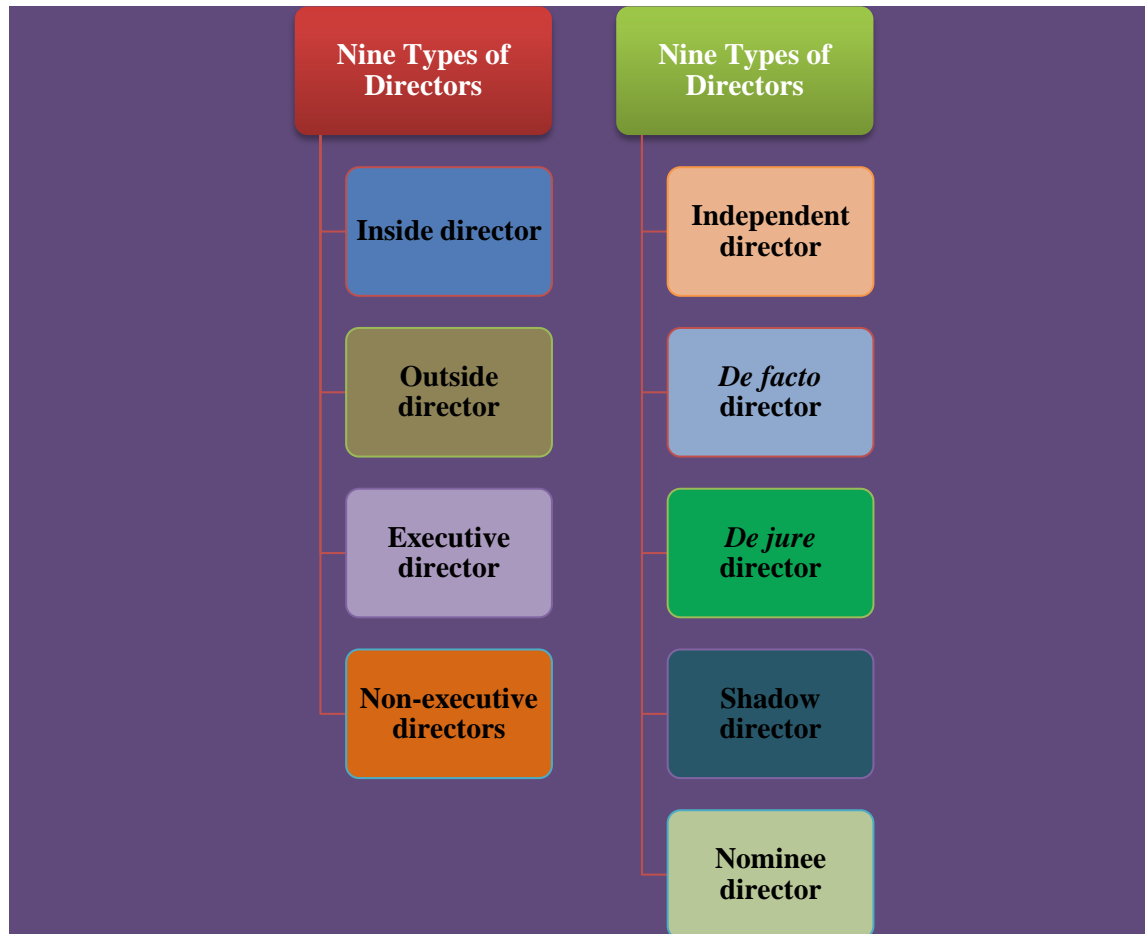 Nine Types of
Directors
Inside director
Outside
director
Executive
director
Non-executive
directors
Nine Types of
Directors
Independent
director
De facto
director
De jure
director
Shadow
director
Nominee
director